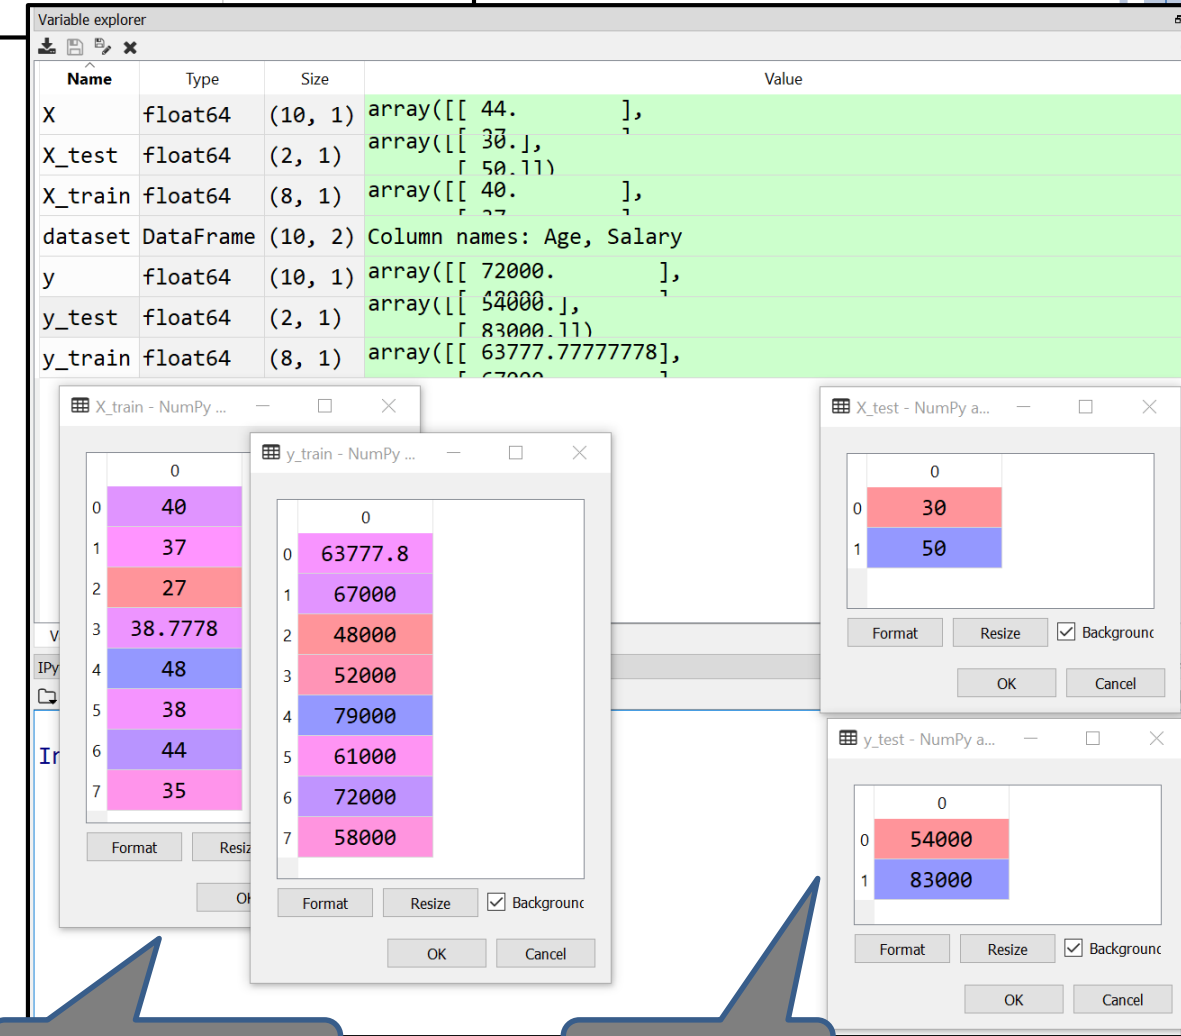 Variable explorer
Name Type Size Value
X float64 (10, 1) array([[ 44. ],
X_test float64 (2, 1) array([[ 30.],
[ 50.]])
X_train float64 (8, 1) array([[ 40. ],
dataset DataFrame (10, 2) Column names: Age, Salary
y float64 (10, 1) array([[ 72000. ],
y_test float64 (2, 1) array([[ 54000.],
[ 83000.]])
y_train float64 (8, 1) array([[ 63777.77777778],
X_train - NumPy ...
0
0 40
1 37
2 27
3 38.7778
4 48
5 38
6 44
7 35
Format Resiz
y_train - NumPy ...
0
0 63777.8
1 67000
2 48000
3 52000
4 79000
5 61000
6 72000
7 58000
Format Resize Background
OK Cancel
X_test - NumPy a...
0
0 30
1 50
Format Resize Background
OK Cancel
y_test - NumPy a...
0
0 54000
1 83000
Format Resize Background
OK Cancel
IPy